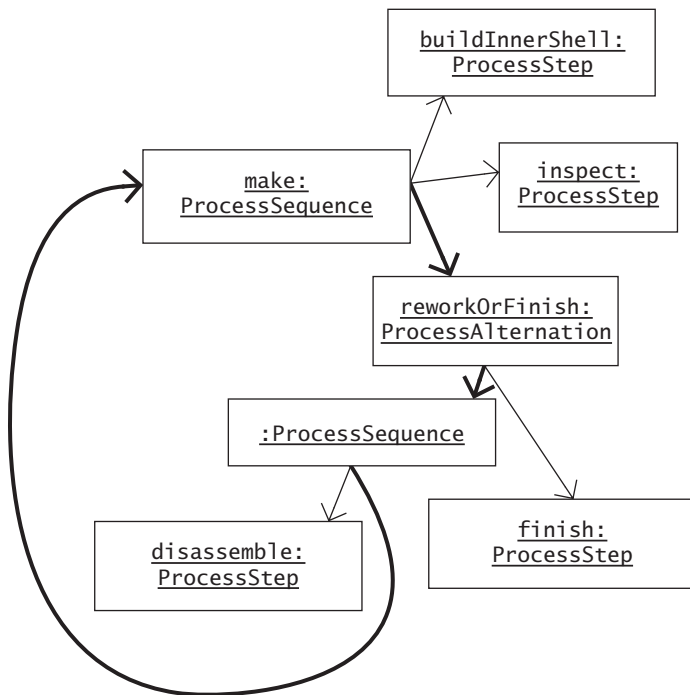 buildInnerShell:
ProcessStep
make:
ProcessSequence
inspect:
ProcessStep
reworkOrFinish:
ProcessAlternation
:ProcessSequence
disassemble:
ProcessStep
finish:
ProcessStep